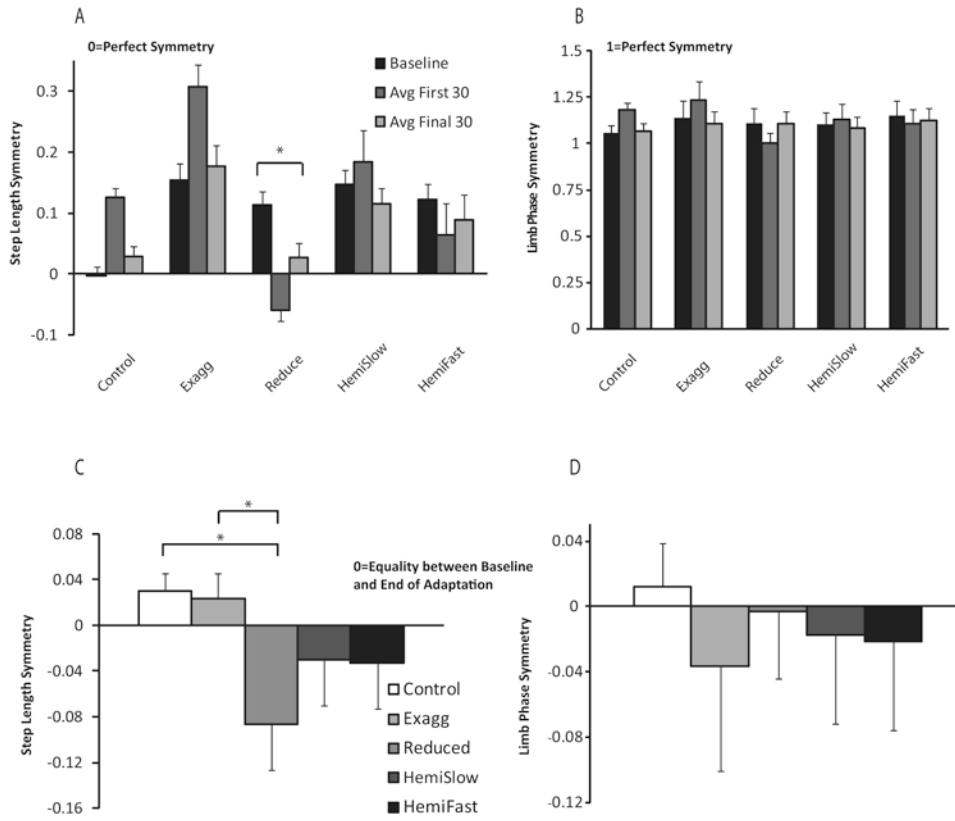 A
0=Perfect Symmetry
Baseline
Avg First 30
Avg Final 30
Step Length Symmetry
0.3
0.2
0.1
0
-0.1
*
Control
Exagg
Reduce
HemiSlow
HemiFast
B
1=Perfect Symmetry
Limb Phase Symmetry
1.5
1.25
1
0.75
0.5
0.25
0
Control
Exagg
Reduce
HemiSlow
HemiFast
C
Step Length Symmetry
0.08
0.04
0
-0.04
-0.08
-0.12
-0.16
*
*
0=Equality between Baseline
and End of Adaptation
Control
Exagg
Reduced
HemiSlow
HemiFast
D
Limb Phase Symmetry
0.04
0
-0.04
-0.08
-0.12